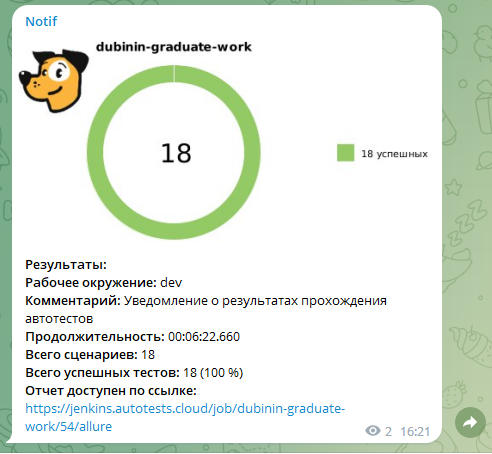 Notif
dubinin-graduate-work
18
18 успешных
Результаты:
Рабочее окружение: dev
Комментарий: Уведомление о результатах прохождения
автотестов
Продолжительность: 00:06:22.660
Всего сценариев: 18
Всего успешных тестов: 18 (100 %)
Отчет доступен по ссылке:
https://jenkins.autotests.cloud/job/dubinin-graduate-
work/54/allure
2 16:21